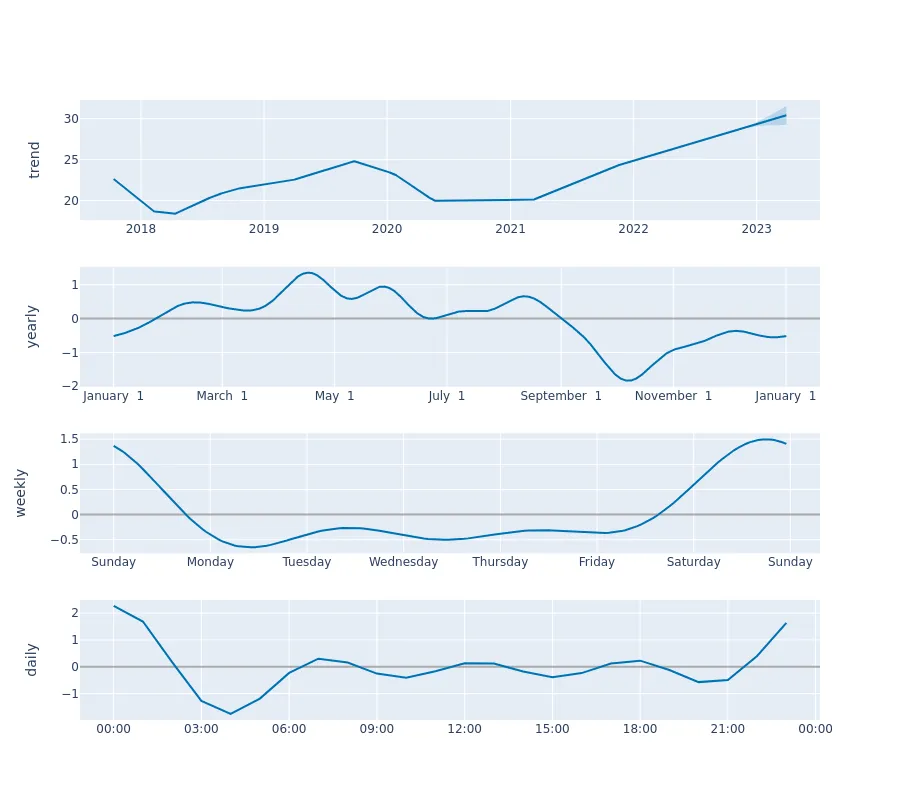 trend
30
25
20
2018 2019 2020 2021 2022 2023
yearly
1
0
−1
−2
January 1 March 1 May 1 July 1 September 1 November 1 January 1
weekly
1.5
1
0.5
0
−0.5
Sunday Monday Tuesday Wednesday Thursday Friday Saturday Sunday
daily
2
1
0
−1
00:00 03:00 06:00 09:00 12:00 15:00 18:00 21:00 00:00